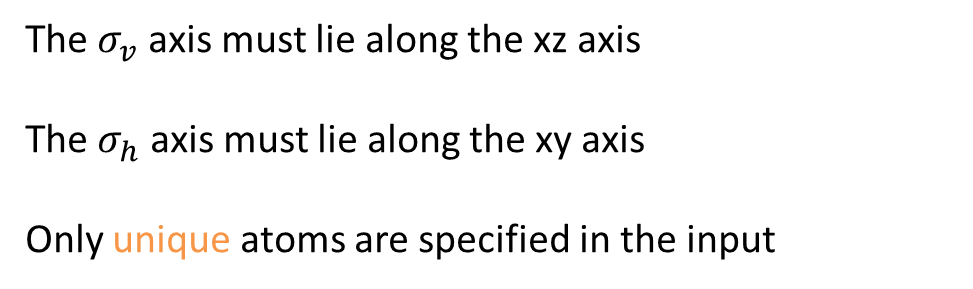 The σᵥ axis must lie along the xz axis
The σₕ axis must lie along the xy axis
Only unique atoms are specified in the input